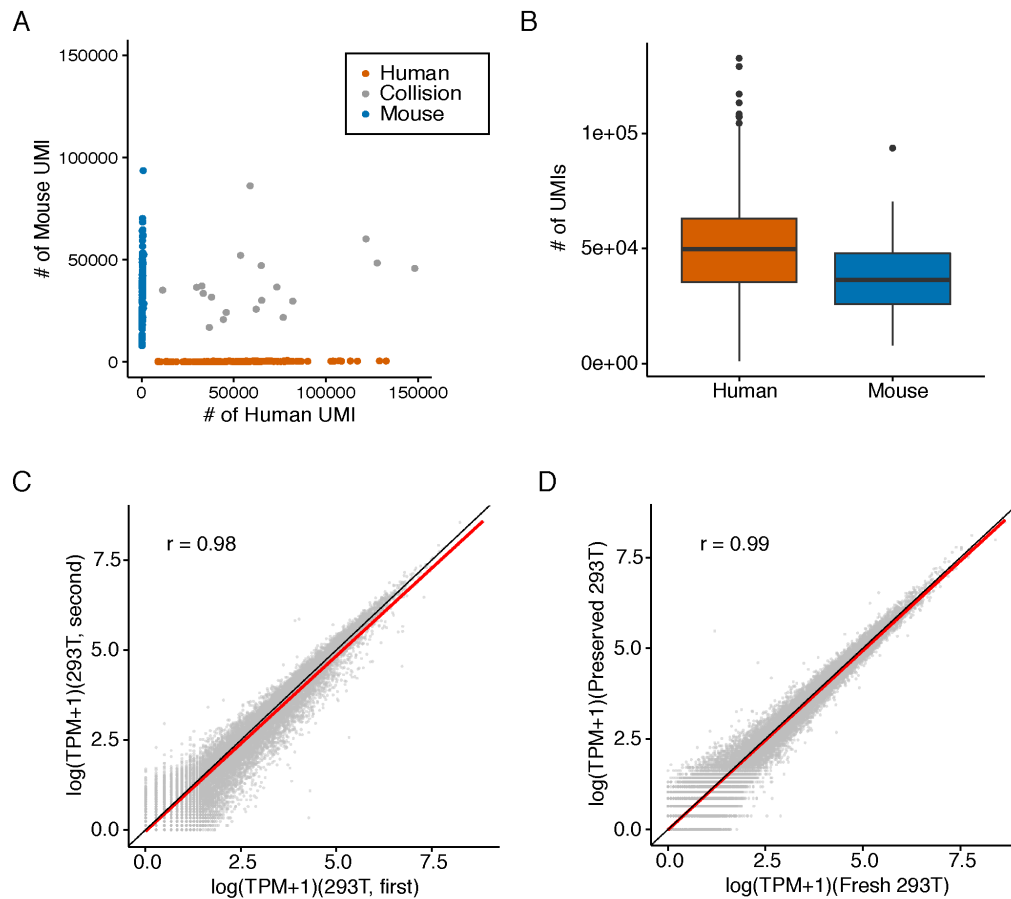 A
150000
100000
50000
0
# of Mouse UMI
Human
Collision
Mouse
0
50000
100000
150000
# of Human UMI
B
1e+05
5e+04
0e+00
# of UMIs
Human
Mouse
C
r = 0.98
7.5
5.0
2.5
0.0
log(TPM+1)(293T, second)
0.0
2.5
5.0
7.5
log(TPM+1)(293T, first)
D
r = 0.99
7.5
5.0
2.5
0.0
log(TPM+1)(Preserved 293T)
0.0
2.5
5.0
7.5
log(TPM+1)(Fresh 293T)